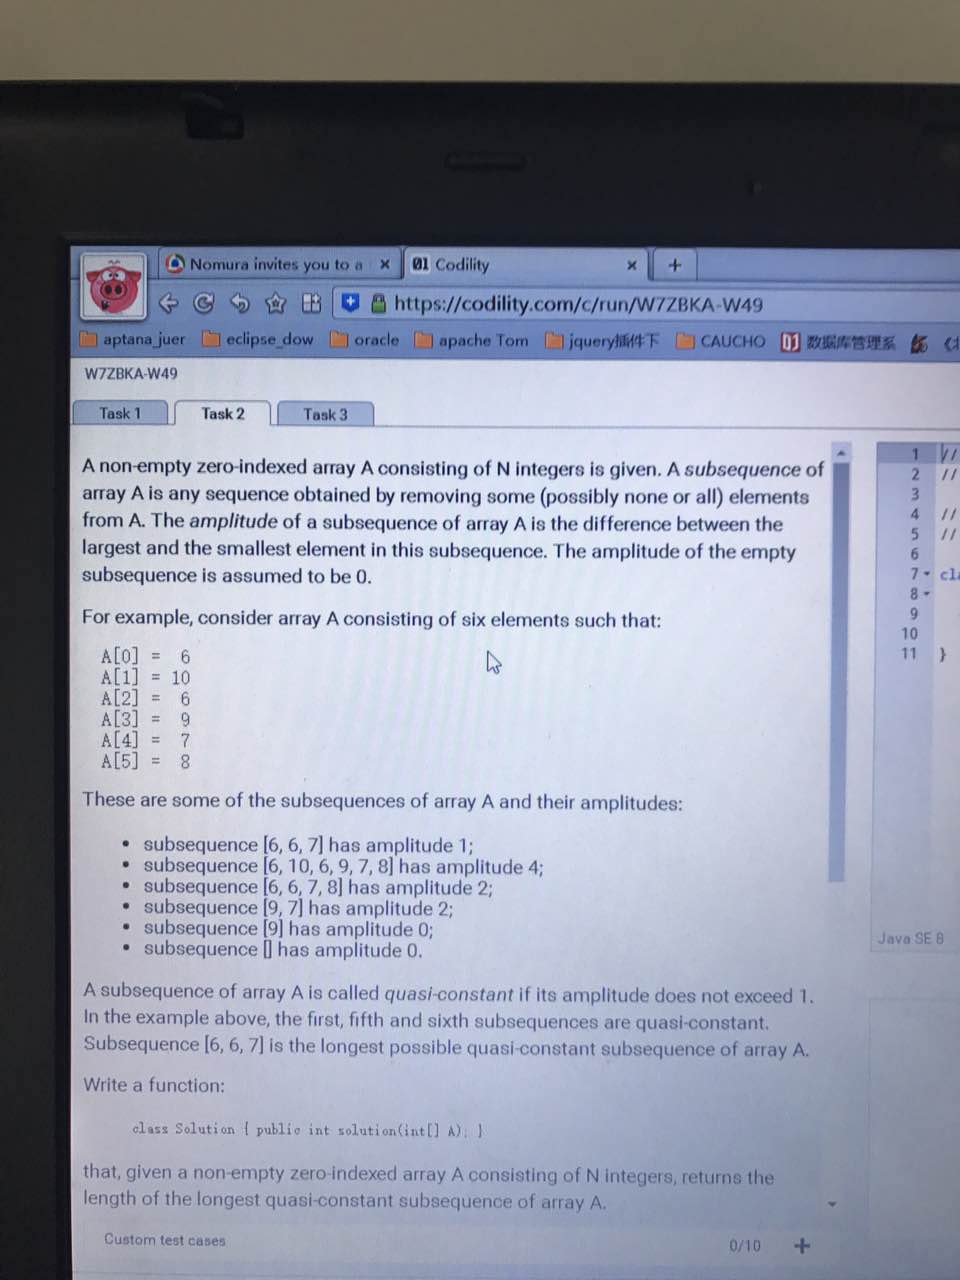 Nomura invites you to a
01 Codility
https://codility.com/c/run/W7ZBKA-W49
aptana_juer eclipse_dow oracle apache Tom jquery插件下 CAUCHO 01 数据库管理系
W7ZBKA-W49
Task 1 Task 2 Task 3
A non-empty zero-indexed array A consisting of N integers is given. A subsequence of
array A is any sequence obtained by removing some (possibly none or all) elements
from A. The amplitude of a subsequence of array A is the difference between the
largest and the smallest element in this subsequence. The amplitude of the empty
subsequence is assumed to be 0.
For example, consider array A consisting of six elements such that:
A[0] = 6
A[1] = 10
A[2] = 6
A[3] = 9
A[4] = 7
A[5] = 8
These are some of the subsequences of array A and their amplitudes:
• subsequence [6, 6, 7] has amplitude 1;
• subsequence [6, 10, 6, 9, 7, 8] has amplitude 4;
• subsequence [6, 6, 7, 8] has amplitude 2;
• subsequence [9, 7] has amplitude 2;
• subsequence [9] has amplitude 0;
• subsequence [] has amplitude 0.
A subsequence of array A is called quasi-constant if its amplitude does not exceed 1.
In the example above, the first, fifth and sixth subsequences are quasi-constant.
Subsequence [6, 6, 7] is the longest possible quasi-constant subsequence of array A.
Write a function:
class Solution { public int solution(int[] A); }
that, given a non-empty zero-indexed array A consisting of N integers, returns the
length of the longest quasi-constant subsequence of array A.
Custom test cases 0/10 +
1 //
2 //
3
4 //
5 //
6
7 cla
8
9
10
11 }
Java SE 8